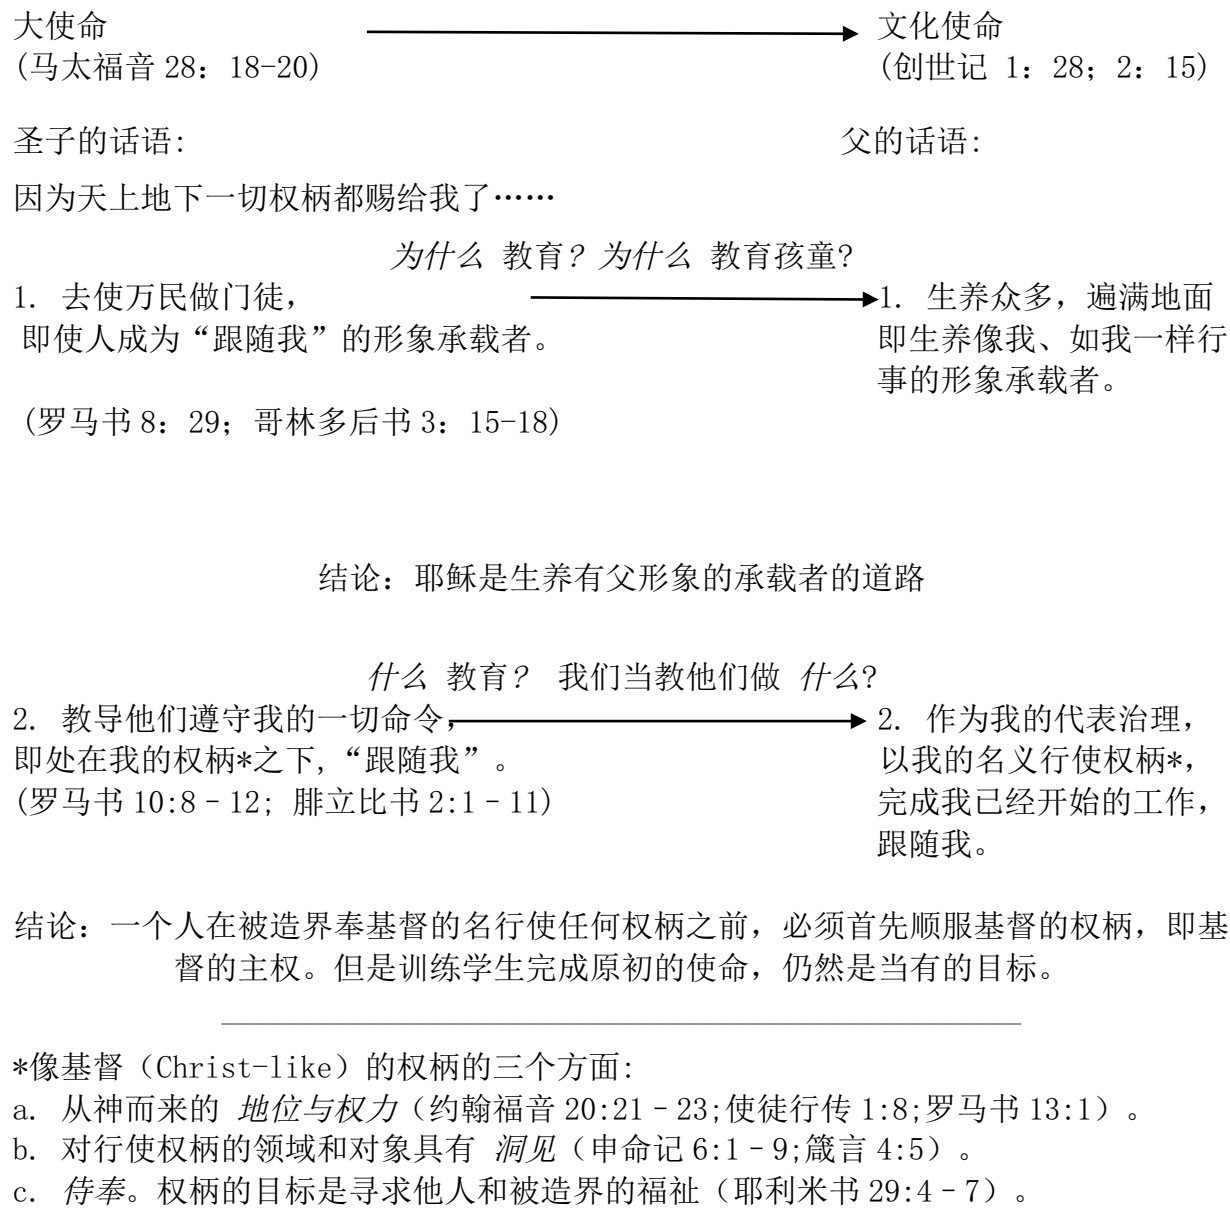 大使命 文化使命
(马太福音 28：18-20) (创世记 1：28；2：15)
圣子的话语: 父的话语:
因为天上地下一切权柄都赐给我了……
为什么 教育？为什么 教育孩童?
1. 去使万民做门徒， 1. 生养众多，遍满地面
即使人成为“跟随我”的形象承载者。 即生养像我、如我一样行
事的形象承载者。
(罗马书 8：29；哥林多后书 3：15-18)
结论：耶稣是生养有父形象的承载者的道路
什么 教育？ 我们当教他们做 什么?
2. 教导他们遵守我的一切命令， 2. 作为我的代表治理，
即处在我的权柄*之下,“跟随我”。 以我的名义行使权柄*，
(罗马书 10:8–12; 腓立比书 2:1–11) 完成我已经开始的工作，
跟随我。
结论：一个人在被造界奉基督的名行使任何权柄之前，必须首先顺服基督的权柄，即基
督的主权。但是训练学生完成原初的使命，仍然是当有的目标。
*像基督（Christ-like）的权柄的三个方面:
a. 从神而来的 地位与权力（约翰福音 20:21–23;使徒行传 1:8;罗马书 13:1）。
b. 对行使权柄的领域和对象具有 洞见（申命记 6:1–9;箴言 4:5）。
c. 侍奉。权柄的目标是寻求他人和被造界的福祉（耶利米书 29:4–7）。